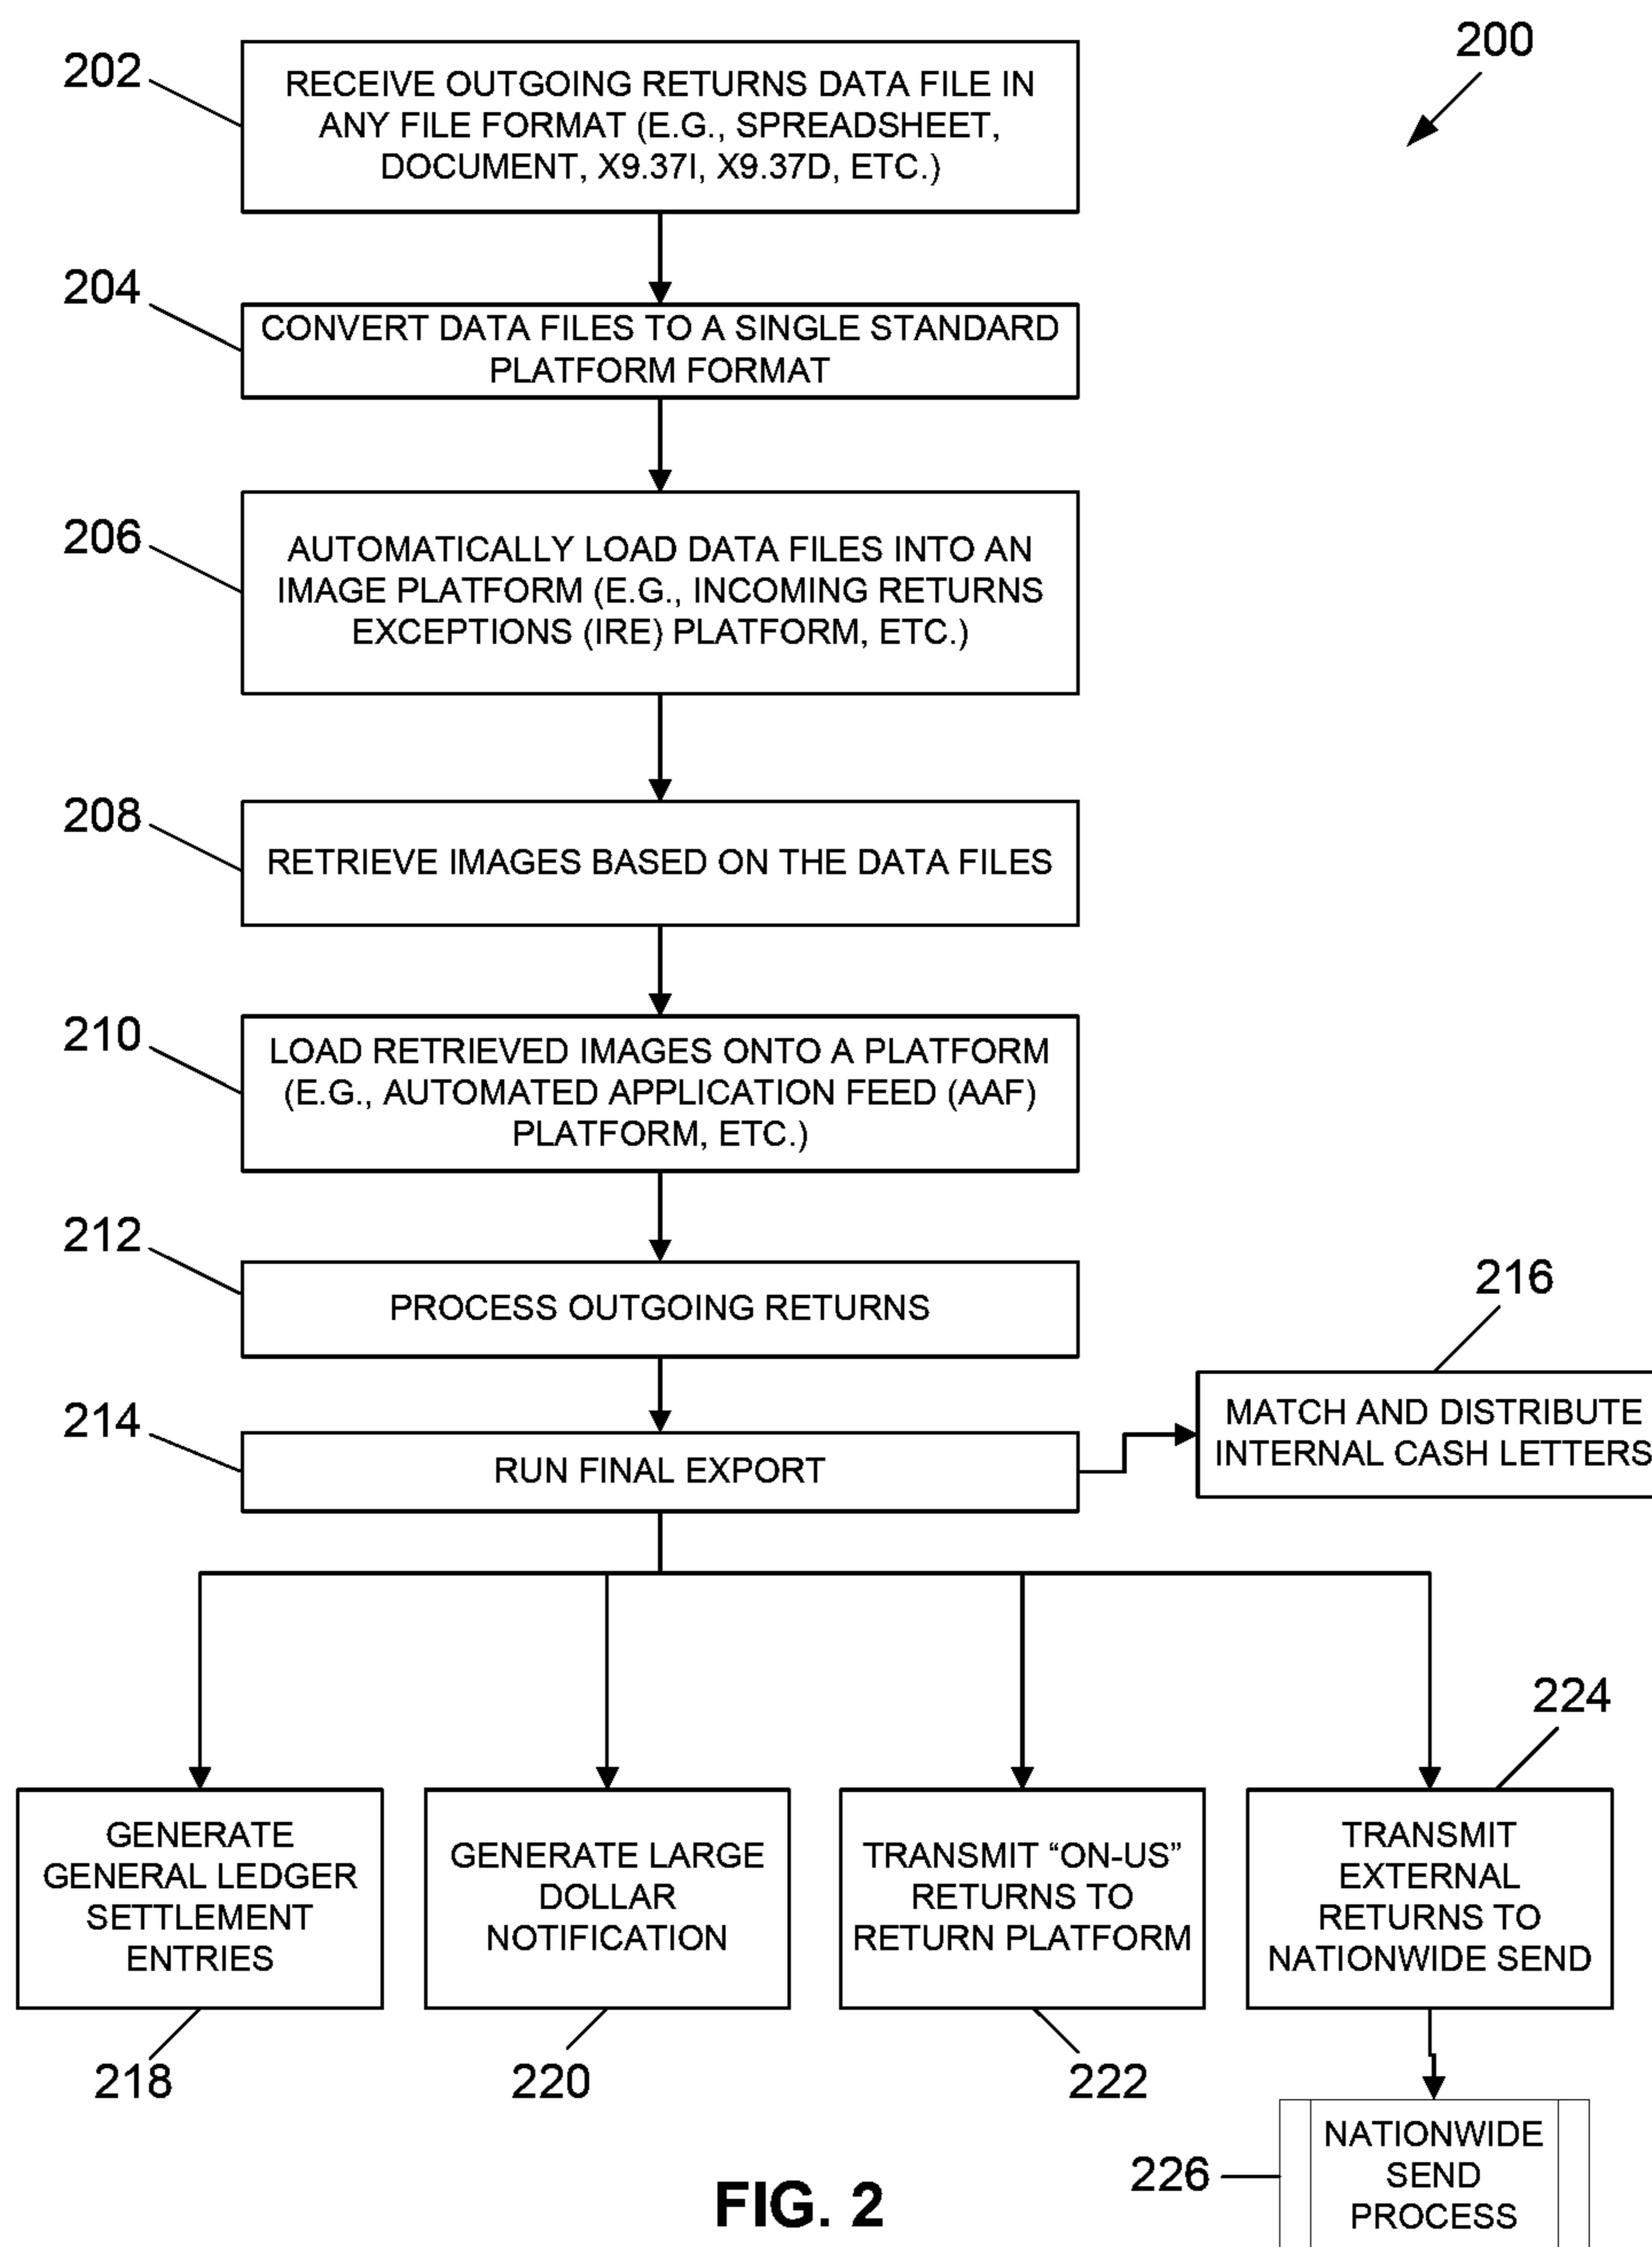 200
202
RECEIVE OUTGOING RETURNS DATA FILE IN
ANY FILE FORMAT (E.G., SPREADSHEET,
DOCUMENT, X9.37I, X9.37D, ETC.)
204
CONVERT DATA FILES TO A SINGLE STANDARD
PLATFORM FORMAT
206
AUTOMATICALLY LOAD DATA FILES INTO AN
IMAGE PLATFORM (E.G., INCOMING RETURNS
EXCEPTIONS (IRE) PLATFORM, ETC.)
208
RETRIEVE IMAGES BASED ON THE DATA FILES
210
LOAD RETRIEVED IMAGES ONTO A PLATFORM
(E.G., AUTOMATED APPLICATION FEED (AAF)
PLATFORM, ETC.)
212
PROCESS OUTGOING RETURNS
214
RUN FINAL EXPORT
216
MATCH AND DISTRIBUTE
INTERNAL CASH LETTERS
GENERATE
GENERAL LEDGER
SETTLEMENT
ENTRIES
218
GENERATE LARGE
DOLLAR
NOTIFICATION
220
TRANSMIT “ON-US”
RETURNS TO
RETURN PLATFORM
222
224
TRANSMIT
EXTERNAL
RETURNS TO
NATIONWIDE SEND
226
NATIONWIDE
SEND
PROCESS
FIG. 2